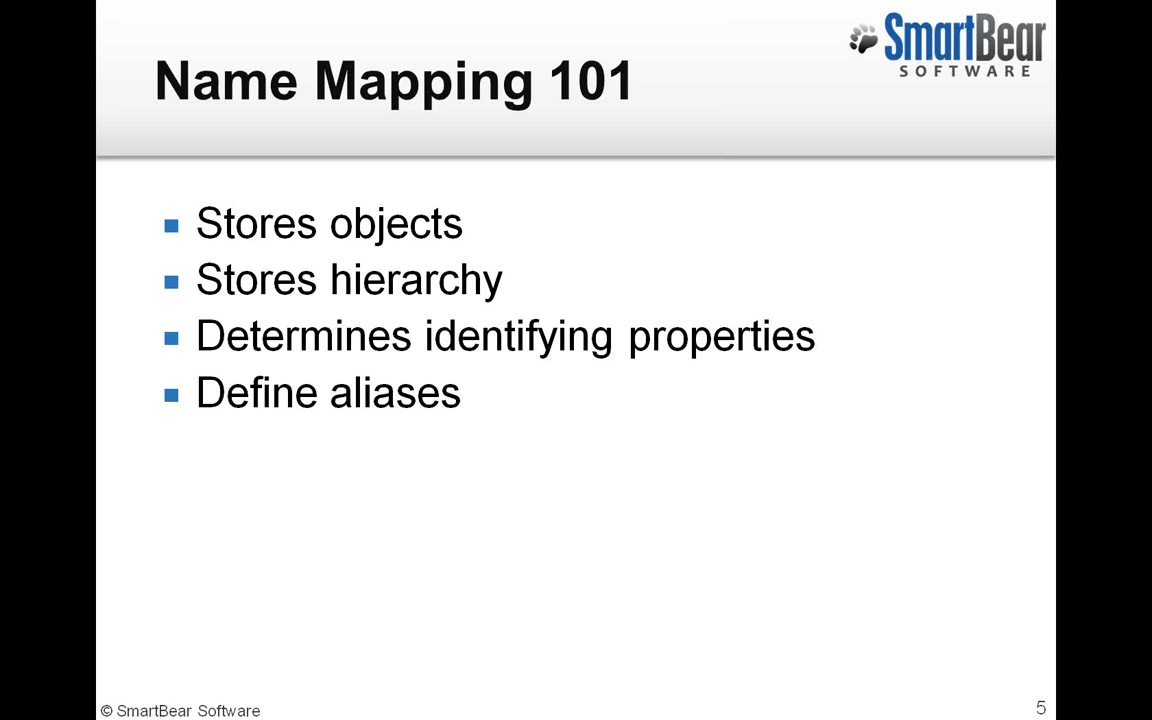 SmartBear
SOFTWARE
Name Mapping 101
Stores objects
Stores hierarchy
Determines identifying properties
Define aliases
© SmartBear Software
5